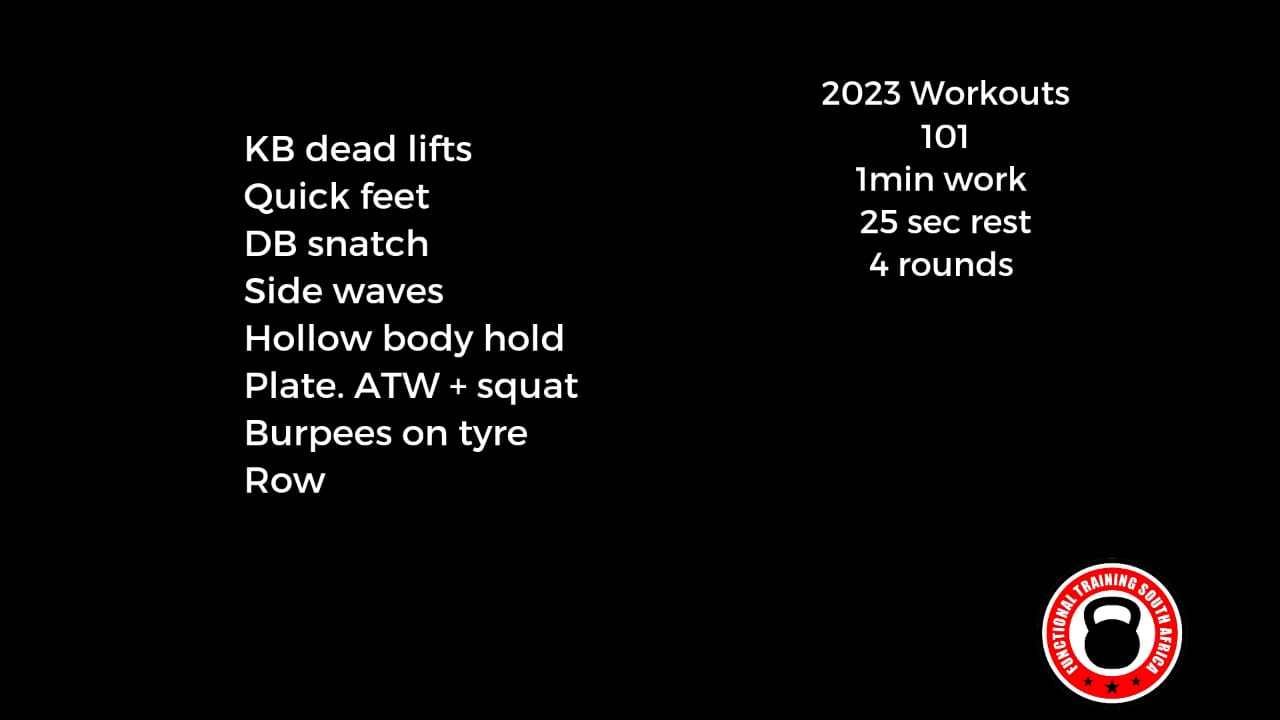 KB dead lifts
Quick feet
DB snatch
Side waves
Hollow body hold
Plate. ATW + squat
Burpees on tyre
Row
2023 Workouts
101
1min work
25 sec rest
4 rounds
FUNCTIONAL TRAINING SOUTH AFRICA